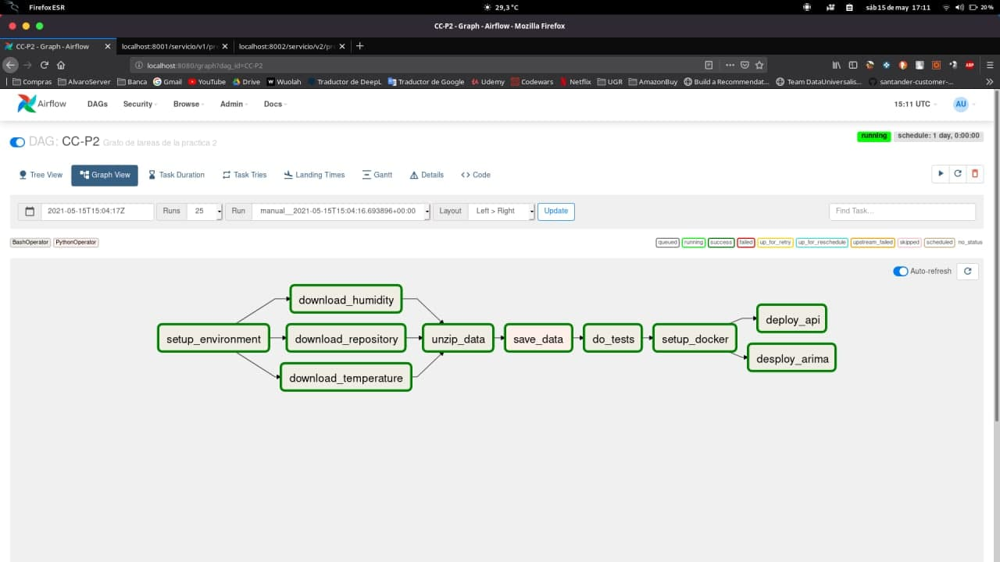 Firefox ESR
29,3°C
sáb 15 de may 17:11
20 %
CC-P2 - Graph - Airflow - Mozilla Firefox
CC-P2 - Graph - Airflow
localhost:8001/servicio/v1/pr
localhost:8002/servicio/v2/pr
localhost:8080/graph?dag_id=CC-P2
ABP
Compras AlvaroServer Banca Gmail YouTube Drive Wuolah Traductor de DeepL Traductor de Google Udemy Codewars Netflix UGR AmazonBuy Build a Recommendat... Team DataUniversalis... santander-customer-...
Airflow DAGs Security Browse Admin Docs 15:11 UTC AU
DAG: CC-P2 Grafo de tareas de la practica 2
running schedule: 1 day, 0:00:00
Tree View Graph View Task Duration Task Tries Landing Times Gantt Details <> Code
2021-05-15T15:04:17Z Runs 25 Run manual__2021-05-15T15:04:16.693896+00:00 Layout Left > Right Update Find Task...
BashOperator PythonOperator queued running success failed up_for_retry up_for_reschedule upstream_failed skipped scheduled no_status
Auto-refresh
download_humidity
deploy_api
setup_environment download_repository unzip_data save_data do_tests setup_docker
desploy_arima
download_temperature